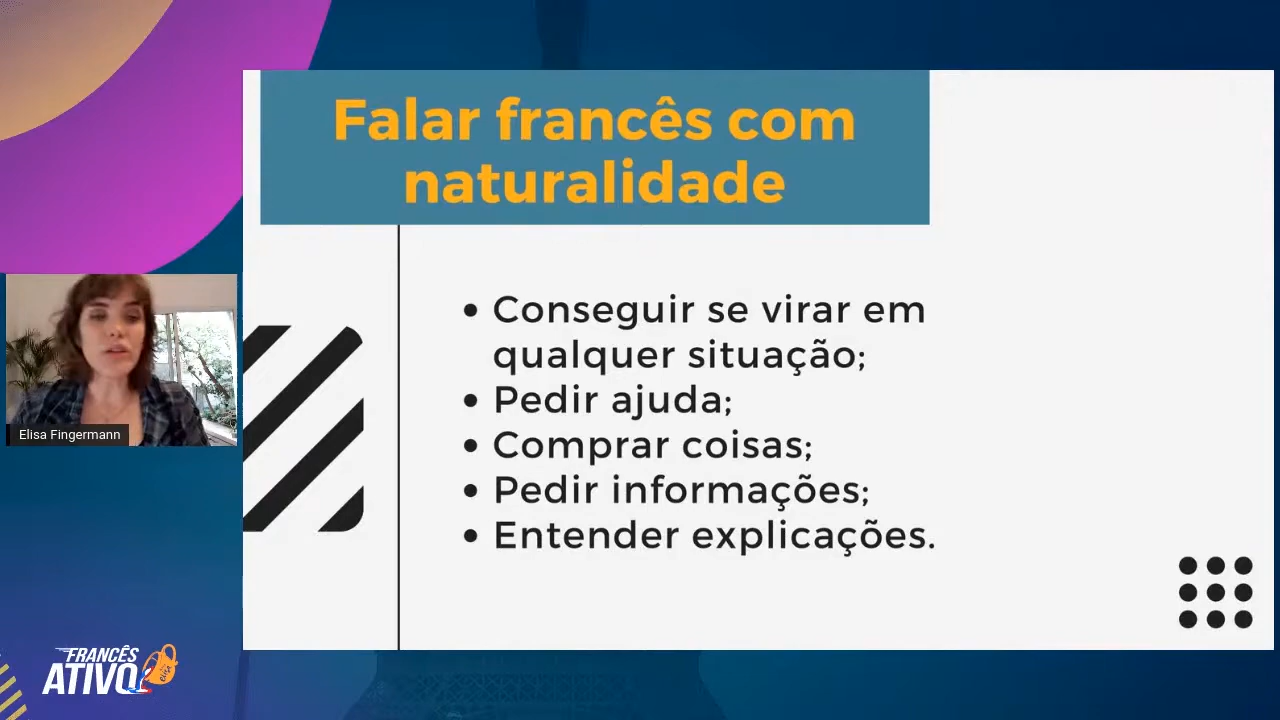 Falar francês com
naturalidade
• Conseguir se virar em
qualquer situação;
• Pedir ajuda;
• Comprar coisas;
• Pedir informações;
• Entender explicações.
Elisa Fingermann
FRANCÊS
ATIVO
ELISA